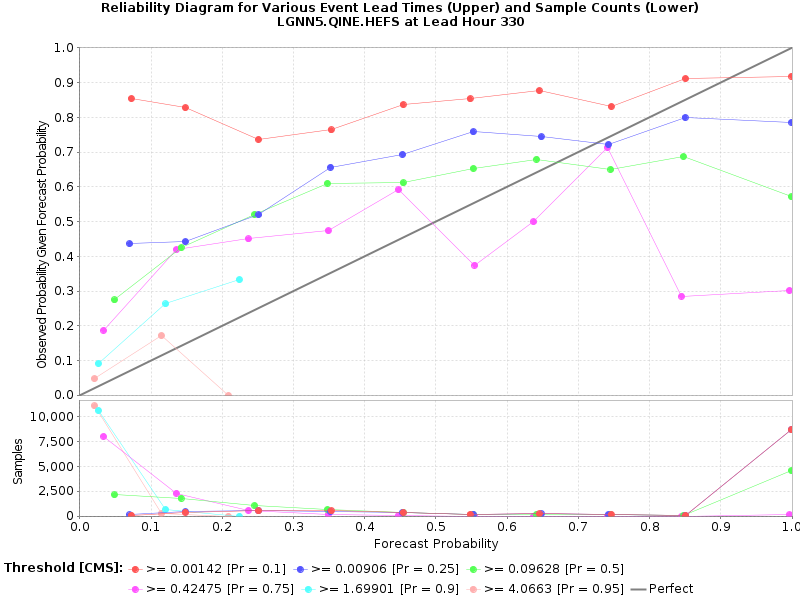 Reliability Diagram for Various Event Lead Times (Upper) and Sample Counts (Lower)
LGNN5.QINE.HEFS at Lead Hour 330
Observed Probability Given Forecast Probability
1.0
0.9
0.8
0.7
0.6
0.5
0.4
0.3
0.2
0.1
0.0
Samples
10,000
7,500
5,000
2,500
0
0.0 0.1 0.2 0.3 0.4 0.5 0.6 0.7 0.8 0.9 1.0
Forecast Probability
Threshold [CMS]: >= 0.00142 [Pr = 0.1] >= 0.00906 [Pr = 0.25] >= 0.09628 [Pr = 0.5]
>= 0.42475 [Pr = 0.75] >= 1.69901 [Pr = 0.9] >= 4.0663 [Pr = 0.95] Perfect